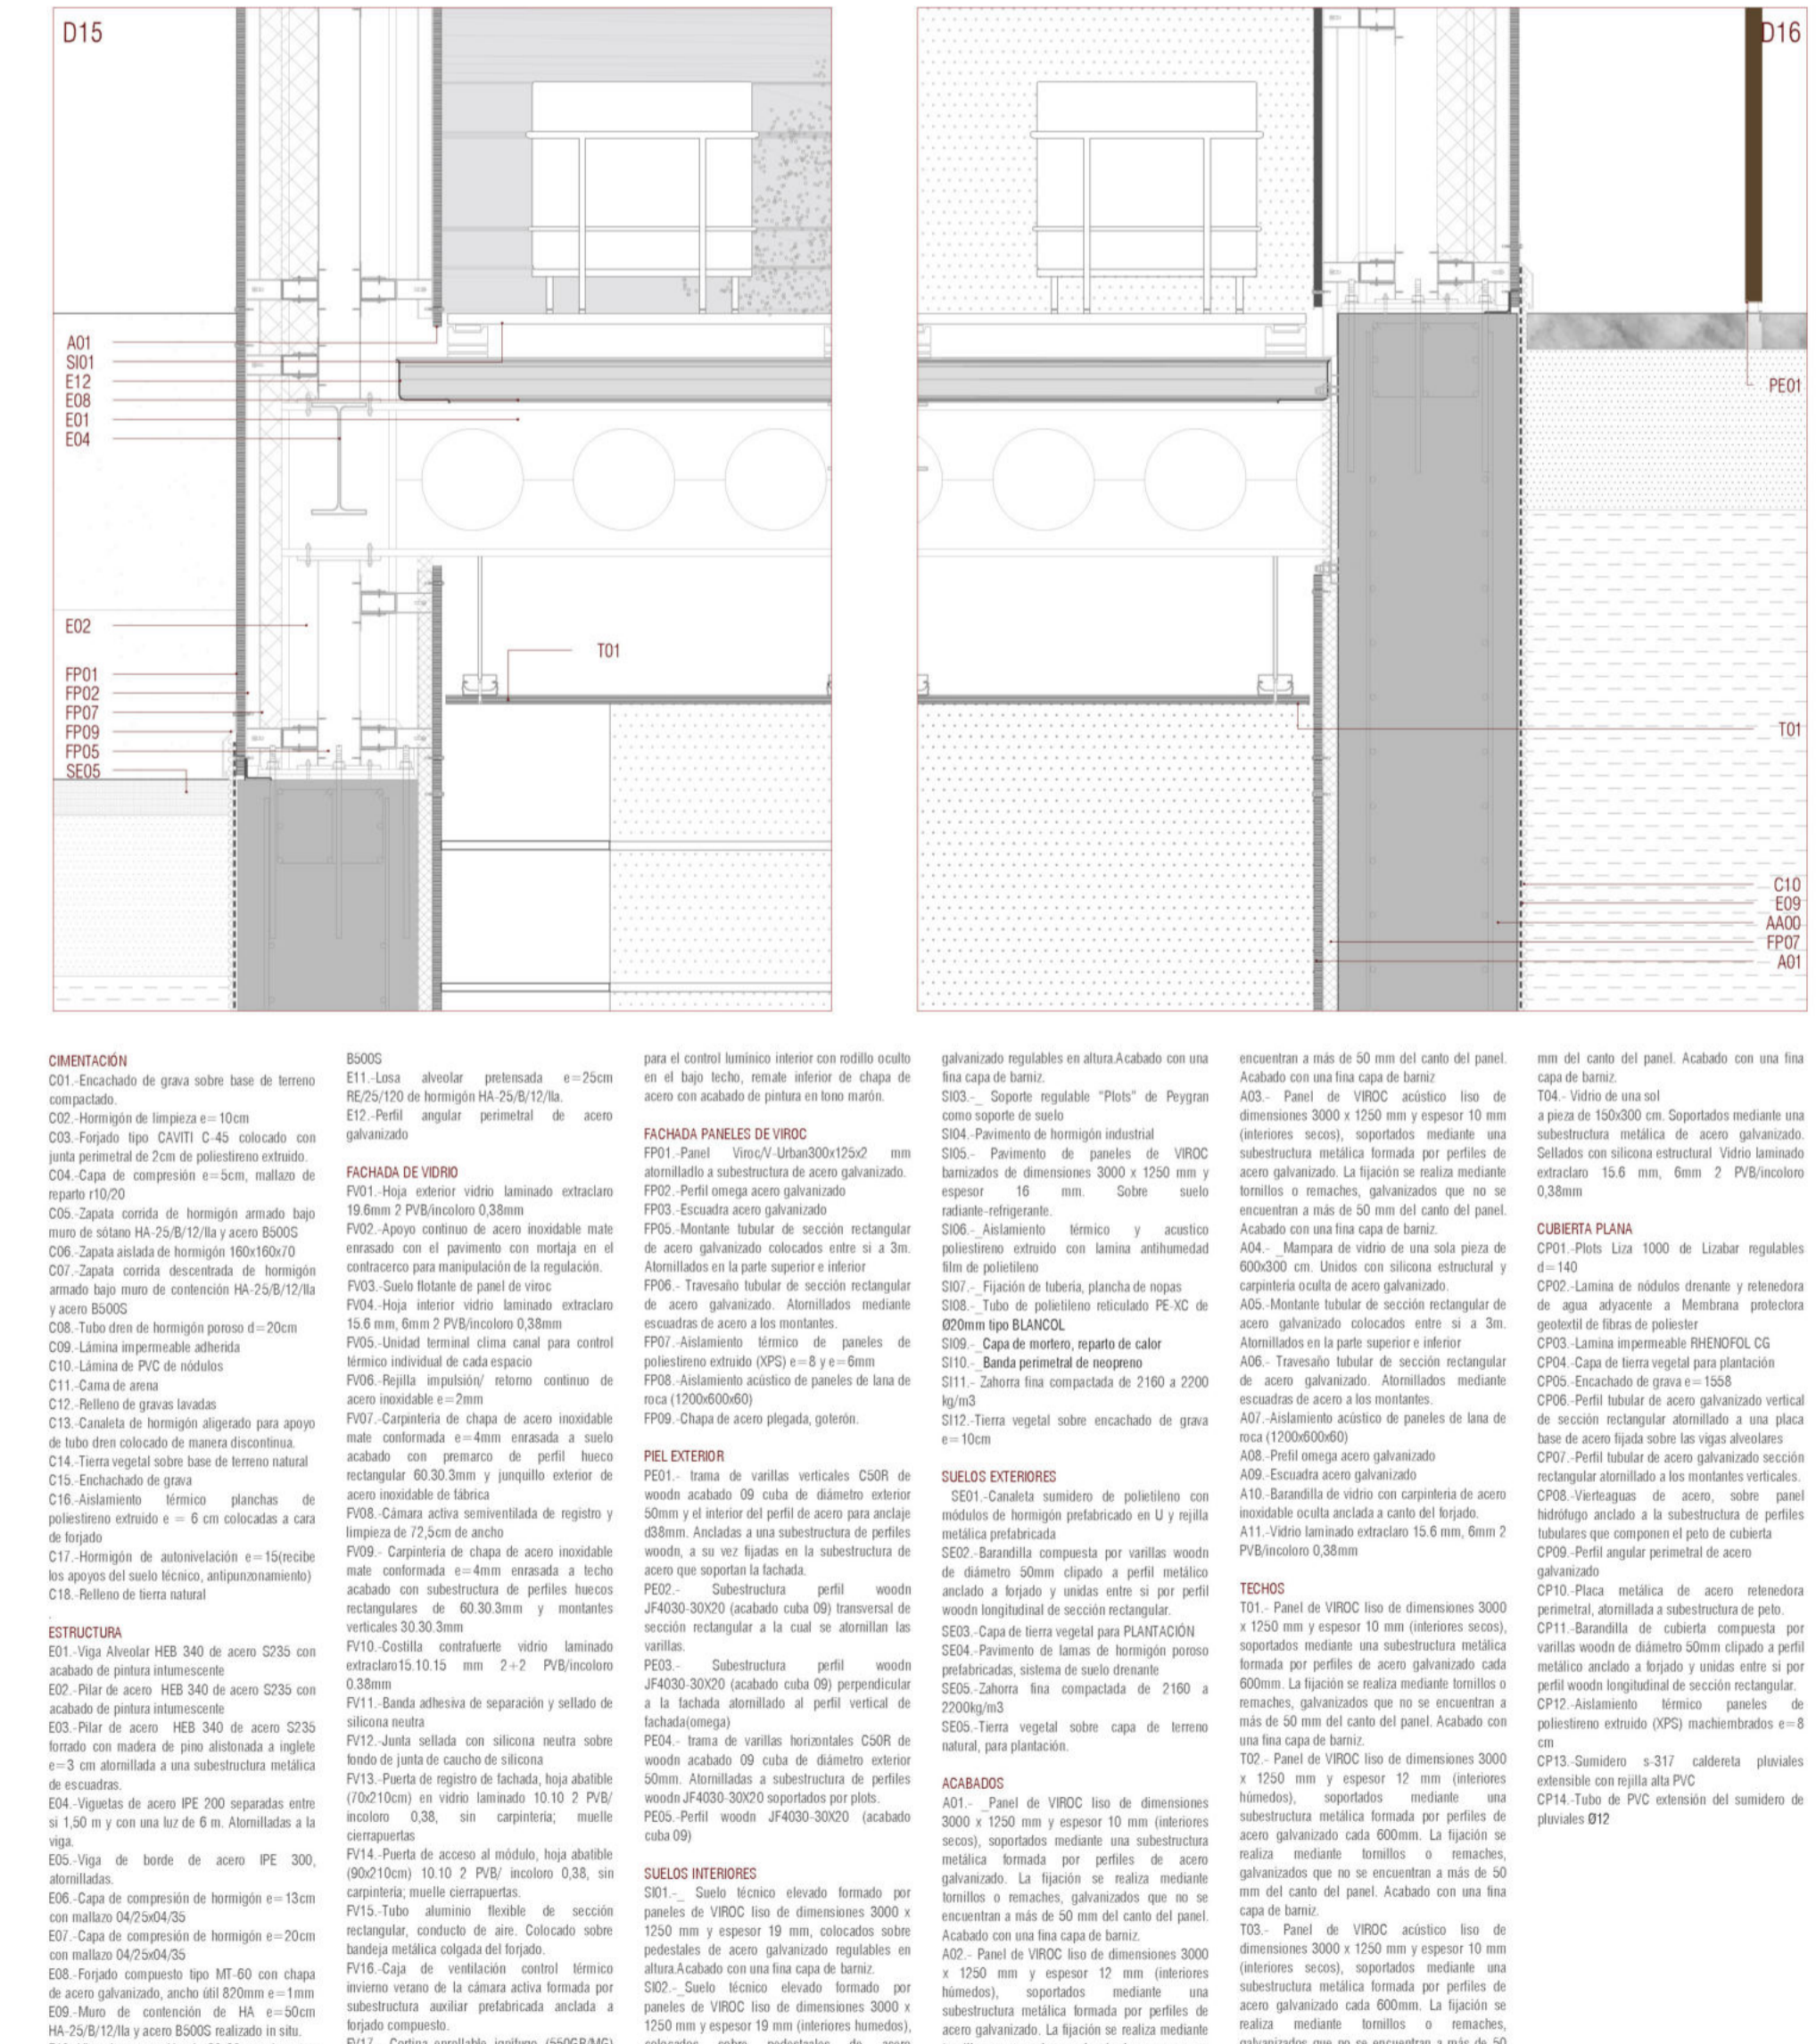 D15
A01
SI01
E12
E08
E01
E04
E02
FP01
FP02
FP07
FP09
FP05
SE05
T01
D16
PE01
T01
C10
E09
AA00
FP07
A01
CIMENTACIÓN
C01.-Encachado de grava sobre base de terreno
compactado.
C02.-Hormigón de limpieza e=10cm
C03.-Forjado tipo CAVITI C-45 colocado con
junta perimetral de 2cm de poliestireno extruido.
C04.-Capa de compresión e=5cm, mallazo de
reparto r10/20
C05.-Zapata corrida de hormigón armado bajo
muro de sótano HA-25/B/12/IIa y acero B500S
C06.-Zapata aislada de hormigón 160x160x70
C07.-Zapata corrida descentrada de hormigón
armado bajo muro de contención HA-25/B/12/IIa
y acero B500S
C08.-Tubo dren de hormigón poroso d=20cm
C09.-Lámina impermeable adherida
C10.-Lámina de PVC de nódulos
C11.-Cama de arena
C12.-Relleno de gravas lavadas
C13.-Canaleta de hormigón aligerado para apoyo
de tubo dren colocado de manera discontinua.
C14.-Tierra vegetal sobre base de terreno natural
C15.-Enchachado de grava
C16.-Aislamiento térmico planchas de
poliestireno extruido e = 6 cm colocadas a cara
de forjado
C17.-Hormigón de autonivelación e=15(recibe
los apoyos del suelo técnico, antipunzonamiento)
C18.-Relleno de tierra natural
.
ESTRUCTURA
E01.-Viga Alveolar HEB 340 de acero S235 con
acabado de pintura intumescente
E02.-Pilar de acero HEB 340 de acero S235 con
acabado de pintura intumescente
E03.-Pilar de acero HEB 340 de acero S235
forrado con madera de pino alistonada a inglete
e=3 cm atornillada a una substructura metálica
de escuadras.
E04.-Viguetas de acero IPE 200 separadas entre
si 1,50 m y con una luz de 6 m. Atornilladas a la
viga.
E05.-Viga de borde de acero IPE 300,
atornilladas.
E06.-Capa de compresión de hormigón e=13cm
con mallazo 04/25x04/35
E07.-Capa de compresión de hormigón e=20cm
con mallazo 04/25x04/35
E08.-Forjado compuesto tipo MT-60 con chapa
de acero galvanizado, ancho útil 820mm e=1mm
E09.-Muro de contención de HA e=50cm
HA-25/B/12/IIa y acero B500S realizado in situ.
B500S
E11.-Losa alveolar pretensada e=25cm
RE/25/120 de hormigón HA-25/B/12/IIa.
E12.-Perfil angular perimetral de acero
galvanizado
FACHADA DE VIDRIO
FV01.-Hoja exterior vidrio laminado extraclaro
19.6mm 2 PVB/incoloro 0,38mm
FV02.-Apoyo continuo de acero inoxidable mate
enrasado con el pavimento con mortaja en el
contracerco para manipulación de la regulación.
FV03.-Suelo flotante de panel de viroc
FV04.-Hoja interior vidrio laminado extraclaro
15.6 mm, 6mm 2 PVB/incoloro 0,38mm
FV05.-Unidad terminal clima canal para control
térmico individual de cada espacio
FV06.-Rejilla impulsión/ retorno continuo de
acero inoxidable e=2mm
FV07.-Carpinteria de chapa de acero inoxidable
mate conformada e=4mm enrasada a suelo
acabado con premarco de perfil hueco
rectangular 60.30.3mm y junquillo exterior de
acero inoxidable de fábrica
FV08.-Cámara activa semiventilada de registro y
limpieza de 72,5cm de ancho
FV09.- Carpinteria de chapa de acero inoxidable
mate conformada e=4mm enrasada a techo
acabado con substructura de perfiles huecos
rectangulares de 60.30.3mm y montantes
verticales 30.30.3mm
FV10.-Costilla contrafuerte vidrio laminado
extraclaro15.10.15 mm 2+2 PVB/incoloro
0.38mm
FV11.-Banda adhesiva de separación y sellado de
silicona neutra
FV12.-Junta sellada con silicona neutra sobre
fondo de junta de caucho de silicona
FV13.-Puerta de registro de fachada, hoja abatible
(70x210cm) en vidrio laminado 10.10 2 PVB/
incoloro 0,38, sin carpinteria; muelle
cierrapuertas
FV14.-Puerta de acceso al módulo, hoja abatible
(90x210cm) 10.10 2 PVB/ incoloro 0,38, sin
carpinteria; muelle cierrapuertas.
FV15.-Tubo aluminio flexible de sección
rectangular, conducto de aire. Colocado sobre
bandeja metálica colgada del forjado.
FV16.-Caja de ventilación control térmico
invierno verano de la cámara activa formada por
substructura auxiliar prefabricada anclada a
forjado compuesto.
FV17.- Cortina enrollable ignifugo (550GR/MG)
para el control lumínico interior con rodillo oculto
en el bajo techo, remate inferior de chapa de
acero con acabado de pintura en tono marón.
FACHADA PANELES DE VIROC
FP01.-Panel Viroc/V-Urban300x125x2 mm
atornilladlo a subestructura de acero galvanizado.
FP02.-Perfil omega acero galvanizado
FP03.-Escuadra acero galvanizado
FP05.-Montante tubular de sección rectangular
de acero galvanizado colocados entre si a 3m.
Atornillados en la parte superior e inferior
FP06.- Travesaño tubular de sección rectangular
de acero galvanizado. Atornillados mediante
escuadras de acero a los montantes.
FP07.-Aislamiento térmico de paneles de
poliestireno extruido (XPS) e=8 y e=6mm
FP08.-Aislamiento acústico de paneles de lana de
roca (1200x600x60)
FP09.-Chapa de acero plegada, goterón.
PIEL EXTERIOR
PE01.- trama de varillas verticales C50R de
woodn acabado 09 cuba de diámetro exterior
50mm y el interior del perfil de acero para anclaje
d38mm. Ancladas a una substructura de perfiles
woodn, a su vez fijadas en la substructura de
acero que soportan la fachada.
PE02.- Subestructura perfil woodn
JF4030-30X20 (acabado cuba 09) transversal de
sección rectangular a la cual se atornillan las
varillas.
PE03.- Subestructura perfil woodn
JF4030-30X20 (acabado cuba 09) perpendicular
a la fachada atornillado al perfil vertical de
fachada(omega)
PE04.- trama de varillas horizontales C50R de
woodn acabado 09 cuba de diámetro exterior
50mm. Atornilladas a substructura de perfiles
woodn JF4030-30X20 soportados por plots.
PE05.-Perfil woodn JF4030-30X20 (acabado
cuba 09)
SUELOS INTERIORES
SI01.-_ Suelo técnico elevado formado por
paneles de VIROC liso de dimensiones 3000 x
1250 mm y espesor 19 mm, colocados sobre
pedestales de acero galvanizado regulables en
altura.Acabado con una fina capa de barniz.
SI02.-_Suelo técnico elevado formado por
paneles de VIROC liso de dimensiones 3000 x
1250 mm y espesor 19 mm (interiores humedos),
colocados sobre pedestales de acero
galvanizado regulables en altura.Acabado con una
fina capa de barniz.
SI03.-_ Soporte regulable "Plots" de Peygran
como soporte de suelo
SI04.-Pavimento de hormigón industrial
SI05.- Pavimento de paneles de VIROC
barnizados de dimensiones 3000 x 1250 mm y
espesor 16 mm. Sobre suelo
radiante-refrigerante.
SI06.-_Aislamiento térmico y acustico
poliestireno extruido con lamina antihumedad
film de polietileno
SI07.-_Fijación de tuberia, plancha de nopas
SI08.-_Tubo de polietileno reticulado PE-XC de
Ø20mm tipo BLANCOL
SI09.-_Capa de mortero, reparto de calor
SI10.-_Banda perimetral de neopreno
SI11.- Zahorra fina compactada de 2160 a 2200
kg/m3
SI12.-Tierra vegetal sobre encachado de grava
e=10cm
SUELOS EXTERIORES
SE01.-Canaleta sumidero de polietileno con
módulos de hormigón prefabricado en U y rejilla
metálica prefabricada
SE02.-Barandilla compuesta por varillas woodn
de diámetro 50mm clipado a perfil metálico
anclado a forjado y unidas entre si por perfil
woodn longitudinal de sección rectangular.
SE03.-Capa de tierra vegetal para PLANTACIÓN
SE04.-Pavimento de lamas de hormigón poroso
prefabricadas, sistema de suelo drenante
SE05.-Zahorra fina compactada de 2160 a
2200kg/m3
SE05.-Tierra vegetal sobre capa de terreno
natural, para plantación.
ACABADOS
A01.- _Panel de VIROC liso de dimensiones
3000 x 1250 mm y espesor 10 mm (interiores
secos), soportados mediante una subestructura
metálica formada por perfiles de acero
galvanizado. La fijación se realiza mediante
tornillos o remaches, galvanizados que no se
encuentran a más de 50 mm del canto del panel.
Acabado con una fina capa de barniz.
A02.- Panel de VIROC liso de dimensiones 3000
x 1250 mm y espesor 12 mm (interiores
húmedos), soportados mediante una
substructura metálica formada por perfiles de
acero galvanizado. La fijación se realiza mediante
encuentran a más de 50 mm del canto del panel.
Acabado con una fina capa de barniz
A03.- Panel de VIROC acústico liso de
dimensiones 3000 x 1250 mm y espesor 10 mm
(interiores secos), soportados mediante una
substructura metálica formada por perfiles de
acero galvanizado. La fijación se realiza mediante
tornillos o remaches, galvanizados que no se
encuentran a más de 50 mm del canto del panel.
Acabado con una fina capa de barniz.
A04.- _Mampara de vidrio de una sola pieza de
600x300 cm. Unidos con silicona estructural y
carpinteria oculta de acero galvanizado.
A05.-Montante tubular de sección rectangular de
acero galvanizado colocados entre si a 3m.
Atornillados en la parte superior e inferior
A06.- Travesaño tubular de sección rectangular
de acero galvanizado. Atornillados mediante
escuadras de acero a los montantes.
A07.-Aislamiento acústico de paneles de lana de
roca (1200x600x60)
A08.-Prefil omega acero galvanizado
A09.-Escuadra acero galvanizado
A10.-Barandilla de vidrio con carpinteria de acero
inoxidable oculta anclada a canto del forjado.
A11.-Vidrio laminado extraclaro 15.6 mm, 6mm 2
PVB/incoloro 0,38mm
TECHOS
T01.- Panel de VIROC liso de dimensiones 3000
x 1250 mm y espesor 10 mm (interiores secos),
soportados mediante una substructura metálica
formada por perfiles de acero galvanizado cada
600mm. La fijación se realiza mediante tornillos o
remaches, galvanizados que no se encuentran a
más de 50 mm del canto del panel. Acabado con
una fina capa de barniz.
T02.- Panel de VIROC liso de dimensiones 3000
x 1250 mm y espesor 12 mm (interiores
húmedos), soportados mediante una
substructura metálica formada por perfiles de
acero galvanizado cada 600mm. La fijación se
realiza mediante tornillos o remaches,
galvanizados que no se encuentran a más de 50
mm del canto del panel. Acabado con una fina
capa de barniz.
T03.- Panel de VIROC acústico liso de
dimensiones 3000 x 1250 mm y espesor 10 mm
(interiores secos), soportados mediante una
substructura metálica formada por perfiles de
acero galvanizado cada 600mm. La fijación se
realiza mediante tornillos o remaches,
galvanizados que no se encuentran a más de 50
mm del canto del panel. Acabado con una fina
capa de barniz.
T04.- Vidrio de una sol
a pieza de 150x300 cm. Soportados mediante una
substructura metálica de acero galvanizado.
Sellados con silicona estructural Vidrio laminado
extraclaro 15.6 mm, 6mm 2 PVB/incoloro
0,38mm
CUBIERTA PLANA
CP01.-Plots Liza 1000 de Lizabar regulables
d=140
CP02.-Lamina de nódulos drenante y retenedora
de agua adyacente a Membrana protectora
geotextil de fibras de poliester
CP03.-Lamina impermeable RHENOFOL CG
CP04.-Capa de tierra vegetal para plantación
CP05.-Encachado de grava e=1558
CP06.-Perfil tubular de acero galvanizado vertical
de sección rectangular atornillado a una placa
base de acero fijada sobre las vigas alveolares
CP07.-Perfil tubular de acero galvanizado sección
rectangular atornillado a los montantes verticales.
CP08.-Vierteaguas de acero, sobre panel
hidrófugo anclado a la substructura de perfiles
tubulares que componen el peto de cubierta
CP09.-Perfil angular perimetral de acero
galvanizado
CP10.-Placa metálica de acero retenedora
perimetral, atornillada a subestructura de peto.
CP11.-Barandilla de cubierta compuesta por
varillas woodn de diámetro 50mm clipado a perfil
metálico anclado a forjado y unidas entre si por
perfil woodn longitudinal de sección rectangular.
CP12.-Aislamiento térmico paneles de
poliestireno extruido (XPS) machiembrados e=8
cm
CP13.-Sumidero s-317 caldereta pluviales
extensible con rejilla alta PVC
CP14.-Tubo de PVC extensión del sumidero de
pluviales Ø12